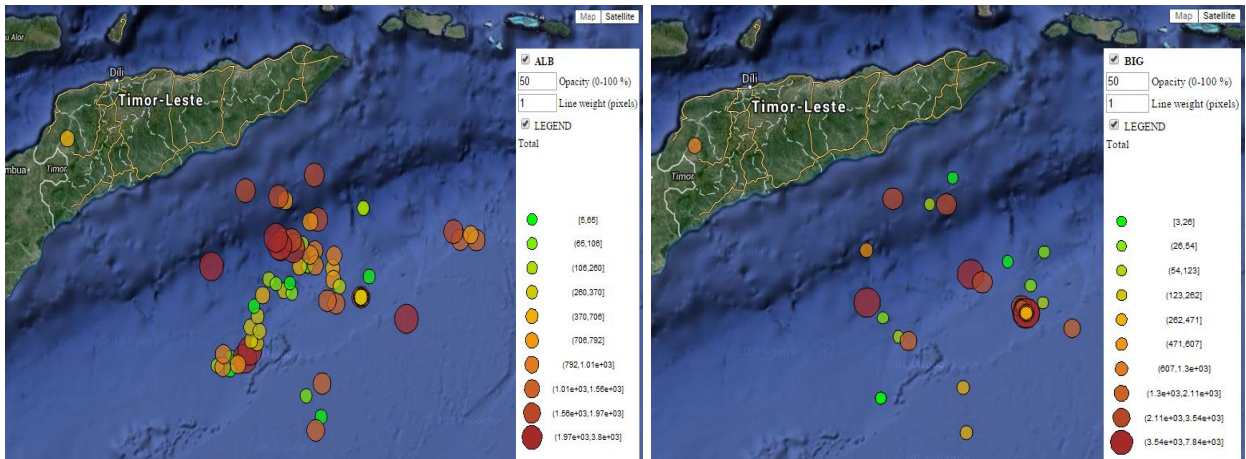 Map Satellite
u Alor
ALB
50 Opacity (0-100 %)
1 Line weight (pixels)
LEGEND
Total
Dili
Timor-Leste
mbua
Timor
[5,65]
(65,106]
(106,260]
(260,370]
(370,706]
(706,792]
(792,1.01e+03]
(1.01e+03,1.56e+03]
(1.56e+03,1.97e+03]
(1.97e+03,3.8e+03]
Map Satellite
BIG
50 Opacity (0-100 %)
1 Line weight (pixels)
LEGEND
Total
Dili
Timor-Leste
Timor
[3,26]
(26,54]
(54,123]
(123,262]
(262,471]
(471,607]
(607,1.3e+03]
(1.3e+03,2.11e+03]
(2.11e+03,3.54e+03]
(3.54e+03,7.84e+03]